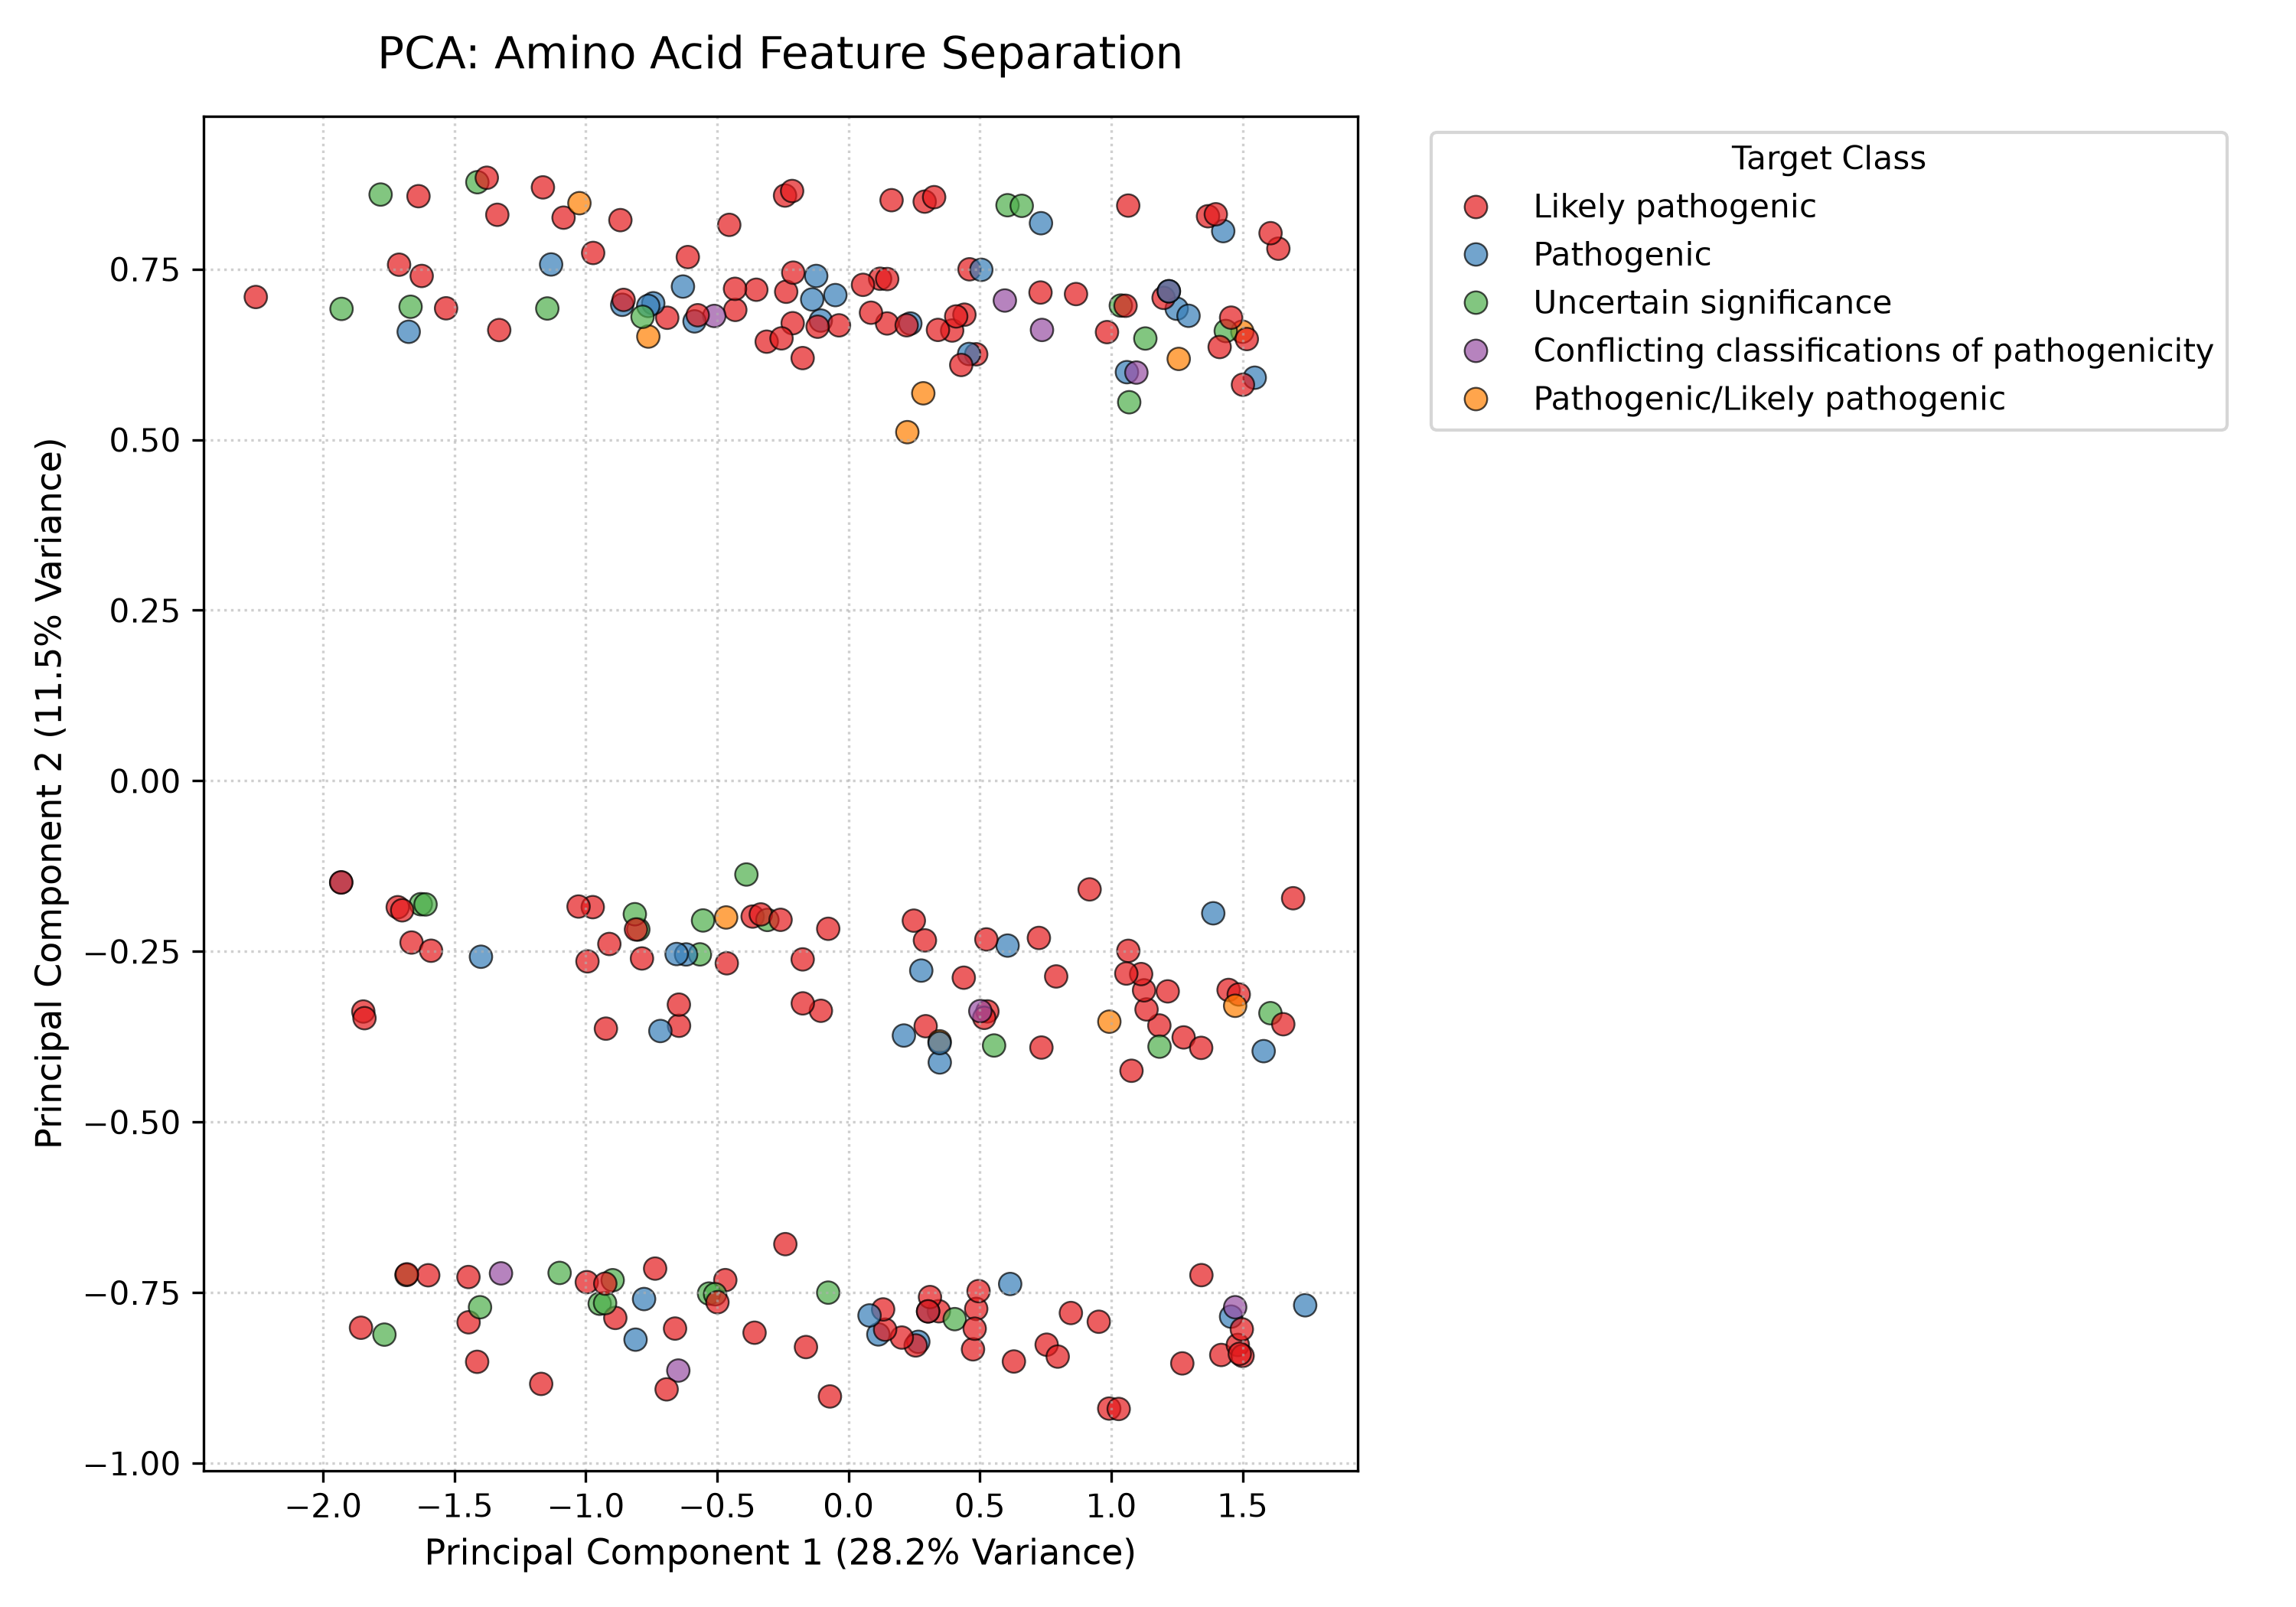 PCA: Amino Acid Feature Separation
Target Class
Likely pathogenic
Pathogenic
Uncertain significance
Conflicting classifications of pathogenicity
Pathogenic/Likely pathogenic
Principal Component 2 (11.5% Variance)
0.75
0.50
0.25
0.00
−0.25
−0.50
−0.75
−1.00
−2.0 −1.5 −1.0 −0.5 0.0 0.5 1.0 1.5
Principal Component 1 (28.2% Variance)